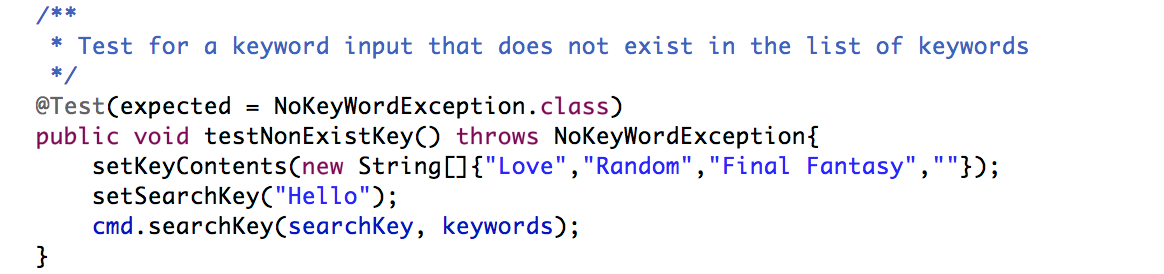 /**
 * Test for a keyword input that does not exist in the list of keywords
 */
@Test(expected = NoKeyWordException.class)
public void testNonExistKey() throws NoKeyWordException{
    setKeyContents(new String[]{"Love","Random","Final Fantasy",""});
    setSearchKey("Hello");
    cmd.searchKey(searchKey, keywords);
}